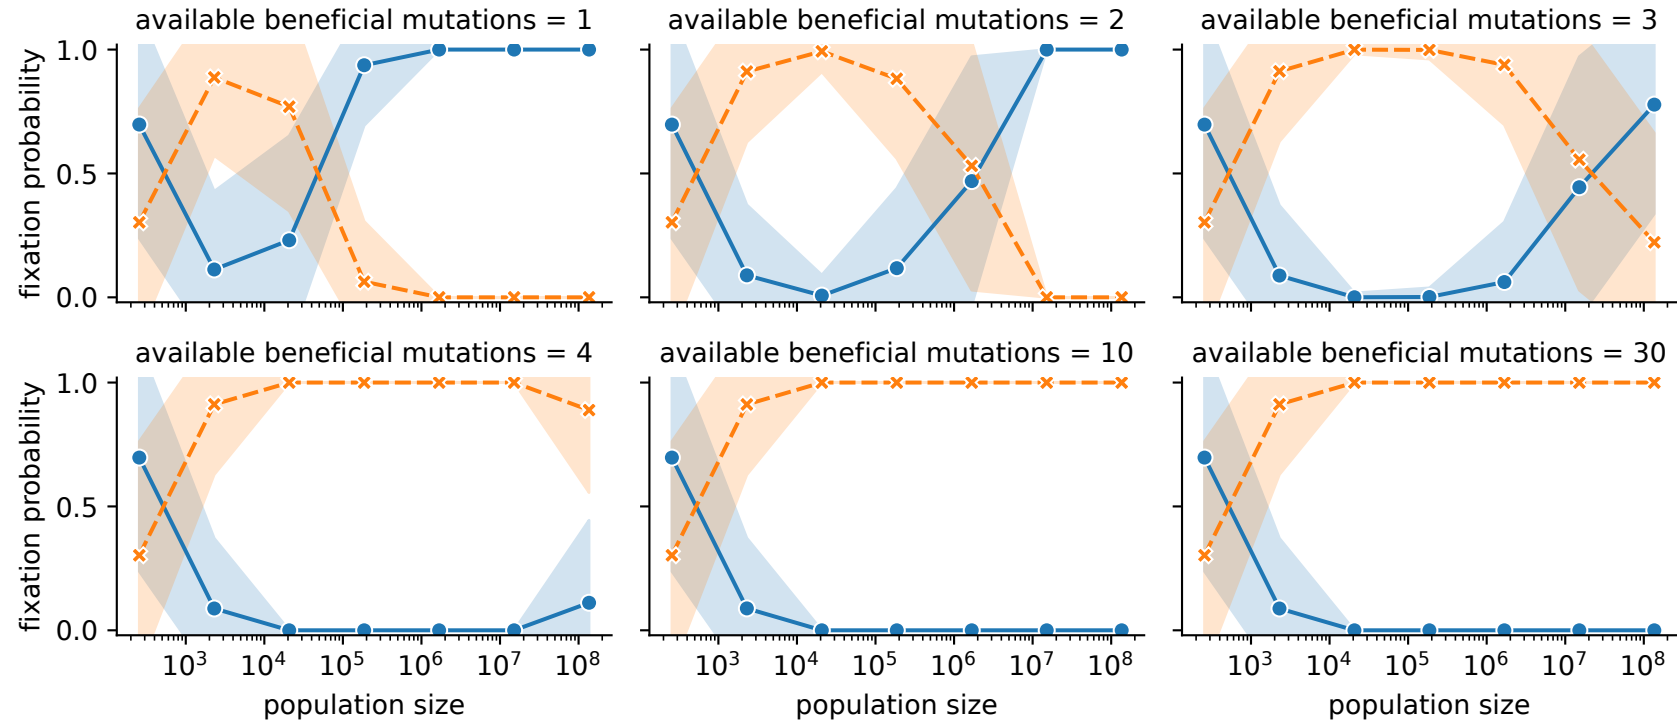 available beneficial mutations = 1
available beneficial mutations = 2
available beneficial mutations = 3
fixation probability
1.0
0.5
0.0
available beneficial mutations = 4
available beneficial mutations = 10
available beneficial mutations = 30
fixation probability
1.0
0.5
0.0
10³ 10⁴ 10⁵ 10⁶ 10⁷ 10⁸
10³ 10⁴ 10⁵ 10⁶ 10⁷ 10⁸
10³ 10⁴ 10⁵ 10⁶ 10⁷ 10⁸
population size
population size
population size